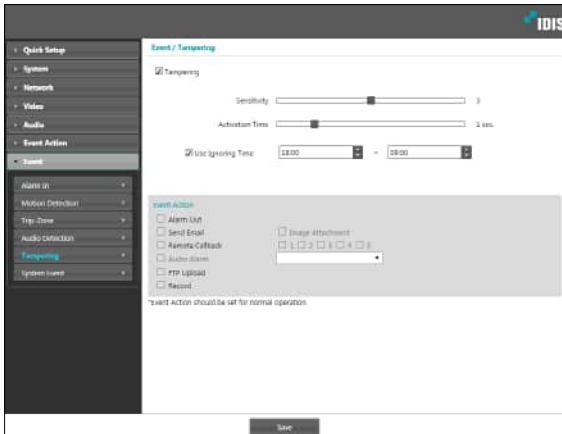 IDIS
Quick Setup
System
Network
Video
Audio
Event Action
Event
Alarm In
Motion Detection
Trip-Zone
Audio Detection
Tampering
System Event
Event / Tampering
Tampering
Sensitivity 3
Activation Time 1 sec.
Use Ignoring Time 18:00 ~ 09:00
Event Action
Alarm Out
Send Email Image Attachment
Remote Callback 1 2 3 4 5
Audio Alarm
FTP Upload
Record
*Event Action should be set for normal operation
Save